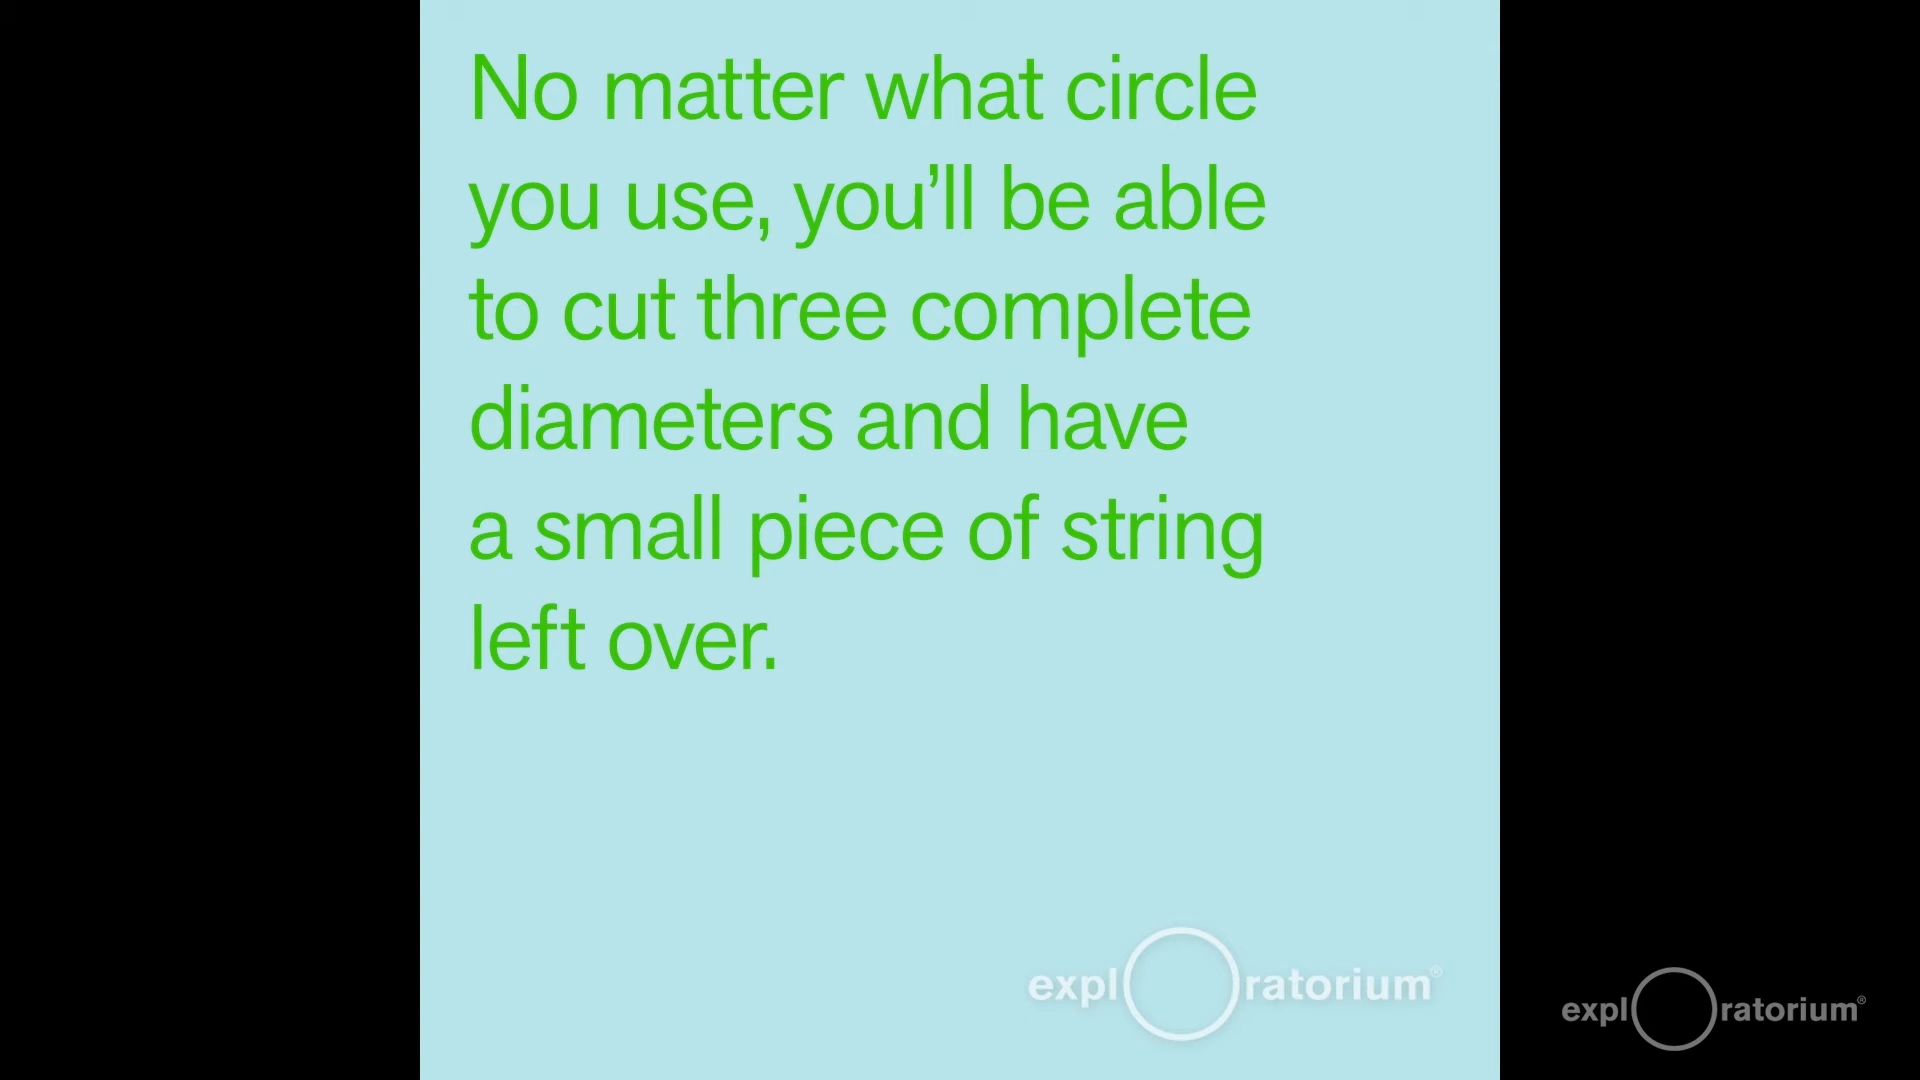 No matter what circle
you use, you’ll be able
to cut three complete
diameters and have
a small piece of string
left over.
explOratorium®
explOratorium®